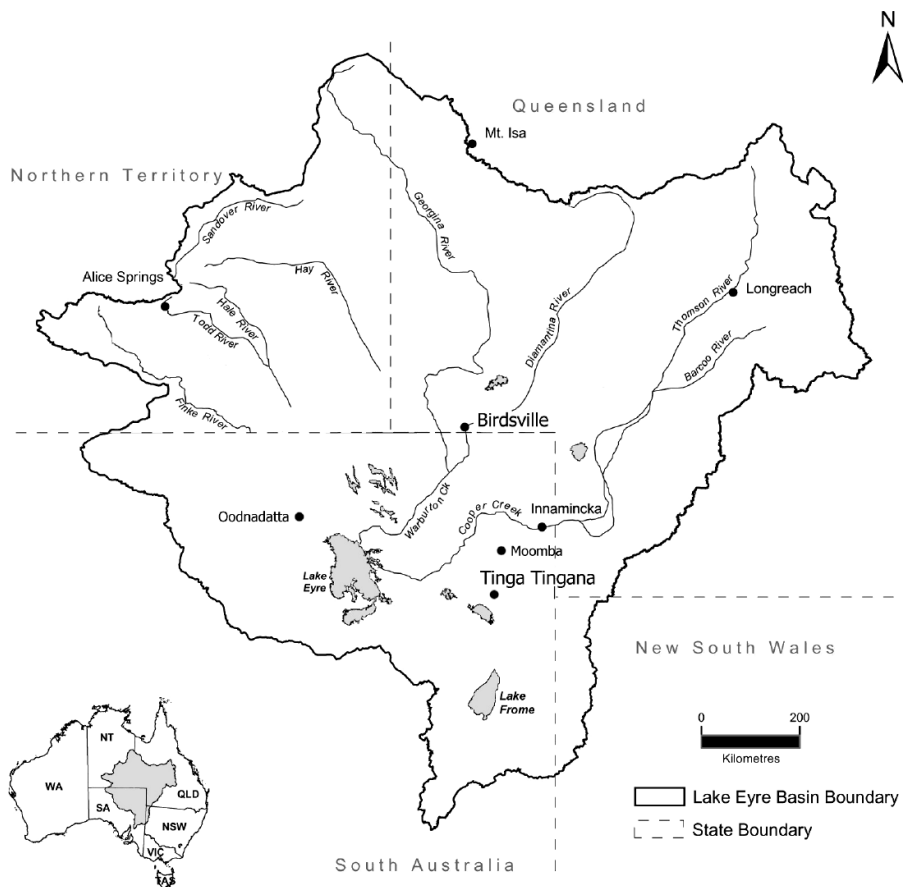 N
Queensland
Mt. Isa
Northern Territory
Sandover River
Georgina River
Hay River
Alice Springs
Hale River
Todd River
Diamantina River
Thomson River
Longreach
Barcoo River
Finke River
Birdsville
Oodnadatta
Warburton Ck
Cooper Creek
Innamincka
Moomba
Lake
Eyre
Tinga Tingana
New South Wales
Lake
Frome
0 200
Kilometres
Lake Eyre Basin Boundary
State Boundary
South Australia
NT
WA
QLD
SA
NSW
VIC
TAS